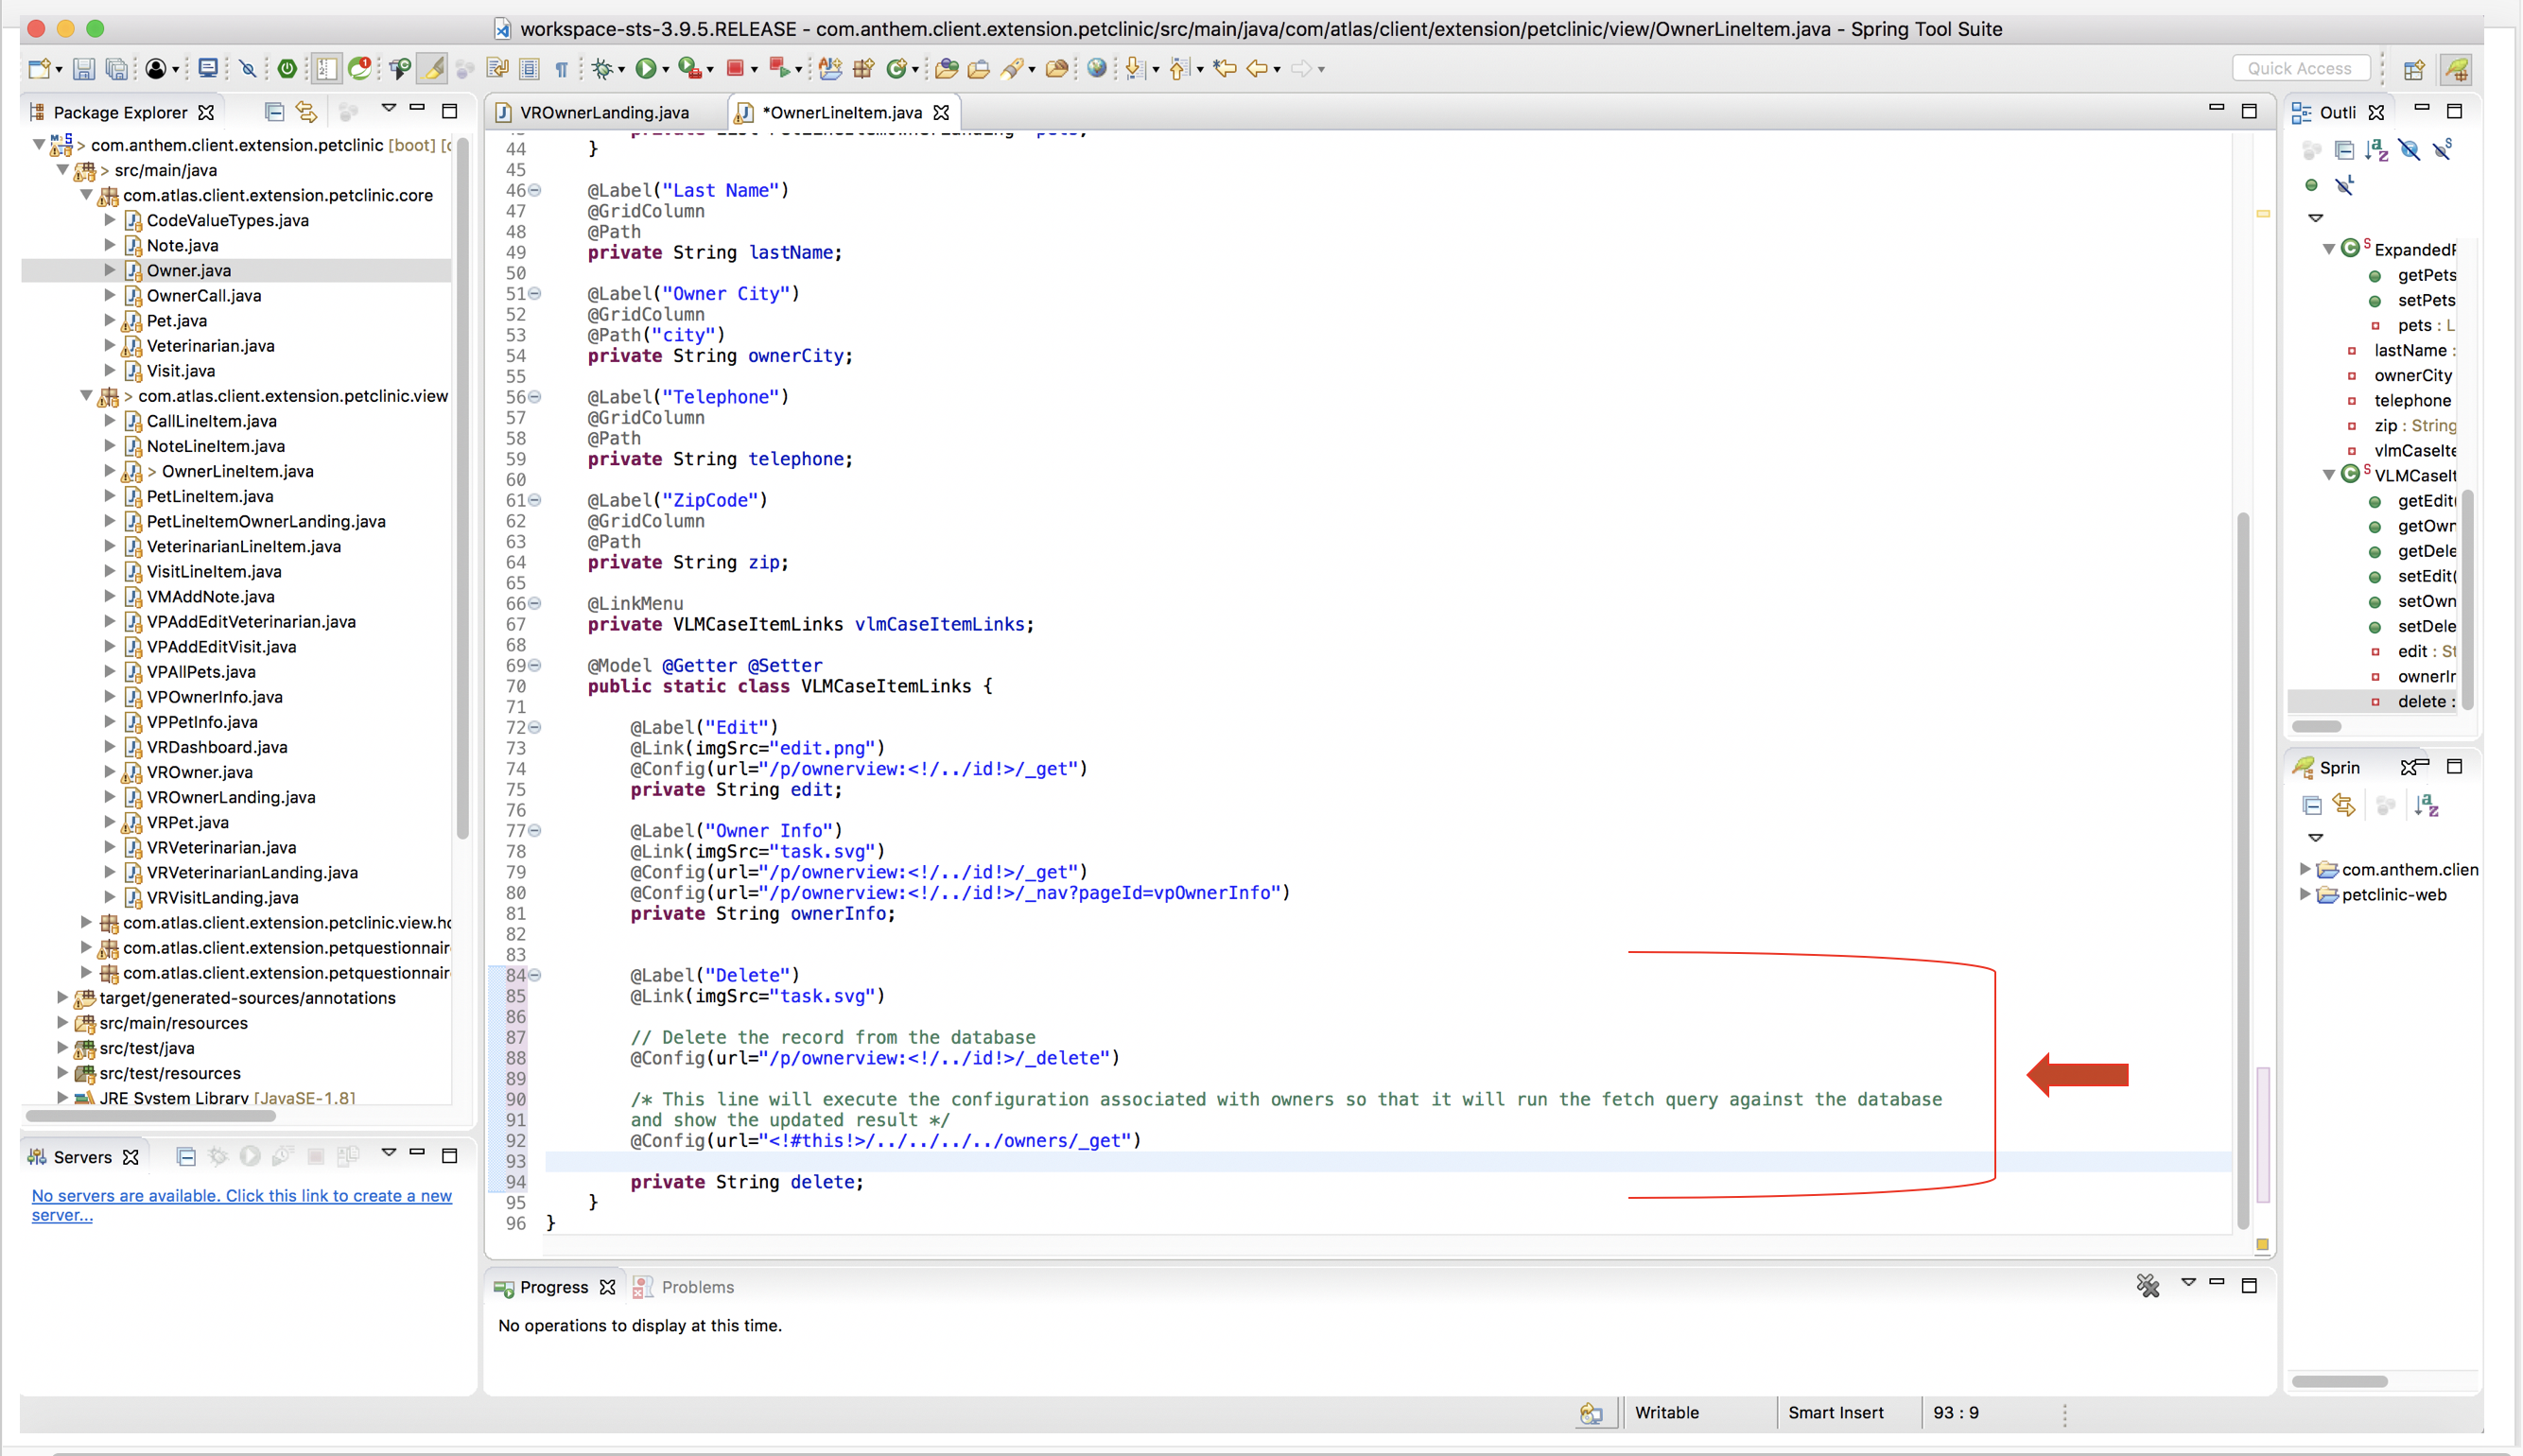 workspace-sts-3.9.5.RELEASE - com.anthem.client.extension.petclinic/src/main/java/com/atlas/client/extension/petclinic/view/OwnerLineItem.java - Spring Tool Suite
Quick Access
Package Explorer
> com.anthem.client.extension.petclinic [boot]
> src/main/java
com.atlas.client.extension.petclinic.core
CodeValueTypes.java
Note.java
Owner.java
OwnerCall.java
Pet.java
Veterinarian.java
Visit.java
> com.atlas.client.extension.petclinic.view
CallLineItem.java
NoteLineItem.java
> OwnerLineItem.java
PetLineItem.java
PetLineItemOwnerLanding.java
VeterinarianLineItem.java
VisitLineItem.java
VMAddNote.java
VPAddEditVeterinarian.java
VPAddEditVisit.java
VPAllPets.java
VPOwnerInfo.java
VPPetInfo.java
VRDashboard.java
VROwner.java
VROwnerLanding.java
VRPet.java
VRVeterinarian.java
VRVeterinarianLanding.java
VRVisitLanding.java
com.atlas.client.extension.petclinic.view.hc
com.atlas.client.extension.petquestionnair
com.atlas.client.extension.petquestionnair
target/generated-sources/annotations
src/main/resources
src/test/java
src/test/resources
JRE System Library [JavaSE-1.8]
Servers
No servers are available. Click this link to create a new
server...
VROwnerLanding.java
*OwnerLineItem.java
44 }
45
46 @Label("Last Name")
47 @GridColumn
48 @Path
49 private String lastName;
50
51 @Label("Owner City")
52 @GridColumn
53 @Path("city")
54 private String ownerCity;
55
56 @Label("Telephone")
57 @GridColumn
58 @Path
59 private String telephone;
60
61 @Label("ZipCode")
62 @GridColumn
63 @Path
64 private String zip;
65
66 @LinkMenu
67 private VLMCaseItemLinks vlmCaseItemLinks;
68
69 @Model @Getter @Setter
70 public static class VLMCaseItemLinks {
71
72 @Label("Edit")
73 @Link(imgSrc="edit.png")
74 @Config(url="/p/ownerview:<!/../id!>/_get")
75 private String edit;
76
77 @Label("Owner Info")
78 @Link(imgSrc="task.svg")
79 @Config(url="/p/ownerview:<!/../id!>/_get")
80 @Config(url="/p/ownerview:<!/../id!>/_nav?pageId=vpOwnerInfo")
81 private String ownerInfo;
82
83
84 @Label("Delete")
85 @Link(imgSrc="task.svg")
86
87 // Delete the record from the database
88 @Config(url="/p/ownerview:<!/../id!>/_delete")
89
90 /* This line will execute the configuration associated with owners so that it will run the fetch query against the database
91 and show the updated result */
92 @Config(url="<!#this!>/../../../../owners/_get")
93
94 private String delete;
95 }
96 }
Progress
Problems
No operations to display at this time.
Outli
ExpandedF
getPets
setPets
pets : L
lastName :
ownerCity
telephone
zip : String
vlmCaseIte
VLMCaseIt
getEdit(
getOwn
getDele
setEdit(
setOwn
setDele
edit : St
ownerIr
delete :
Sprin
com.anthem.clien
petclinic-web
Writable
Smart Insert
93 : 9